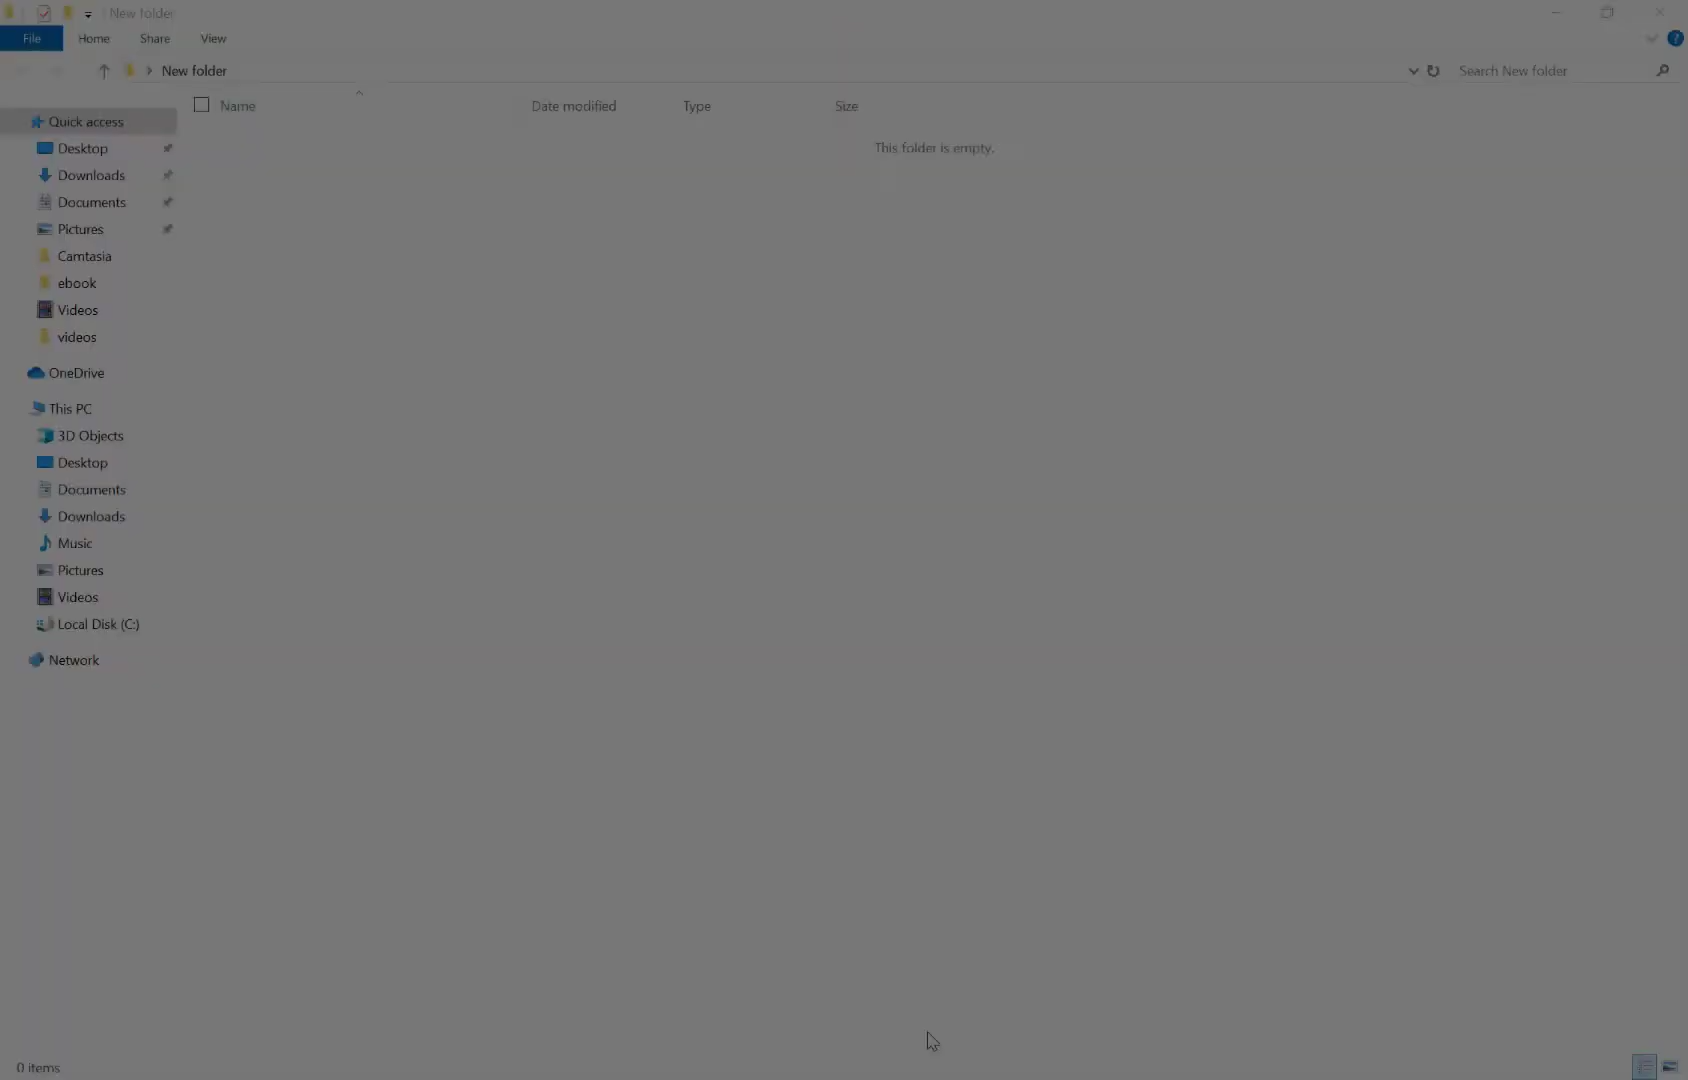 New folder
File Home Share View
New folder
Search New folder
Name Date modified Type Size
This folder is empty.
Quick access
Desktop
Downloads
Documents
Pictures
Camtasia
ebook
Videos
videos
OneDrive
This PC
3D Objects
Desktop
Documents
Downloads
Music
Pictures
Videos
Local Disk (C:)
Network
0 items